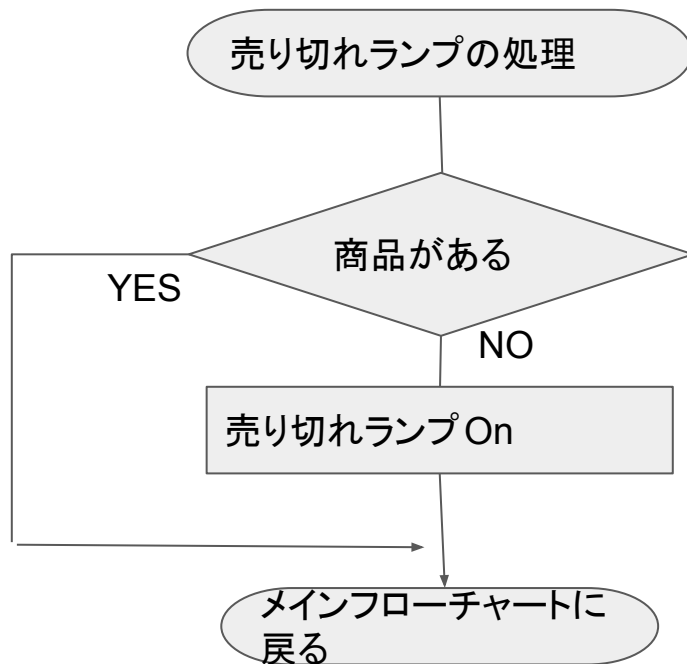 売り切れランプの処理
商品がある
YES
NO
売り切れランプOn
メインフローチャートに
戻る